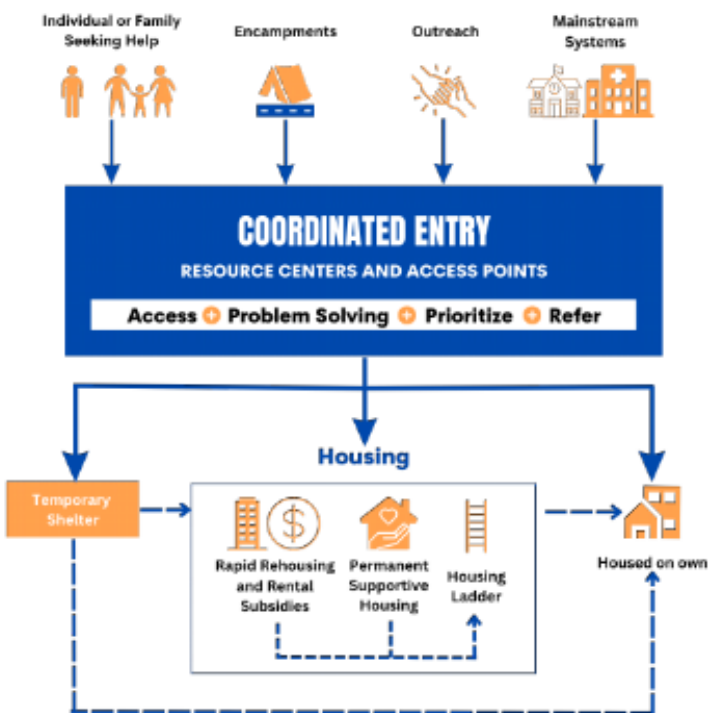 Individual or Family
Seeking Help
Encampments
Outreach
Mainstream
Systems
COORDINATED ENTRY
RESOURCE CENTERS AND ACCESS POINTS
Access + Problem Solving + Prioritize + Refer
Housing
Temporary
Shelter
Rapid Rehousing
and Rental
Subsidies
Permanent
Supportive
Housing
Housing
Ladder
Housed on own